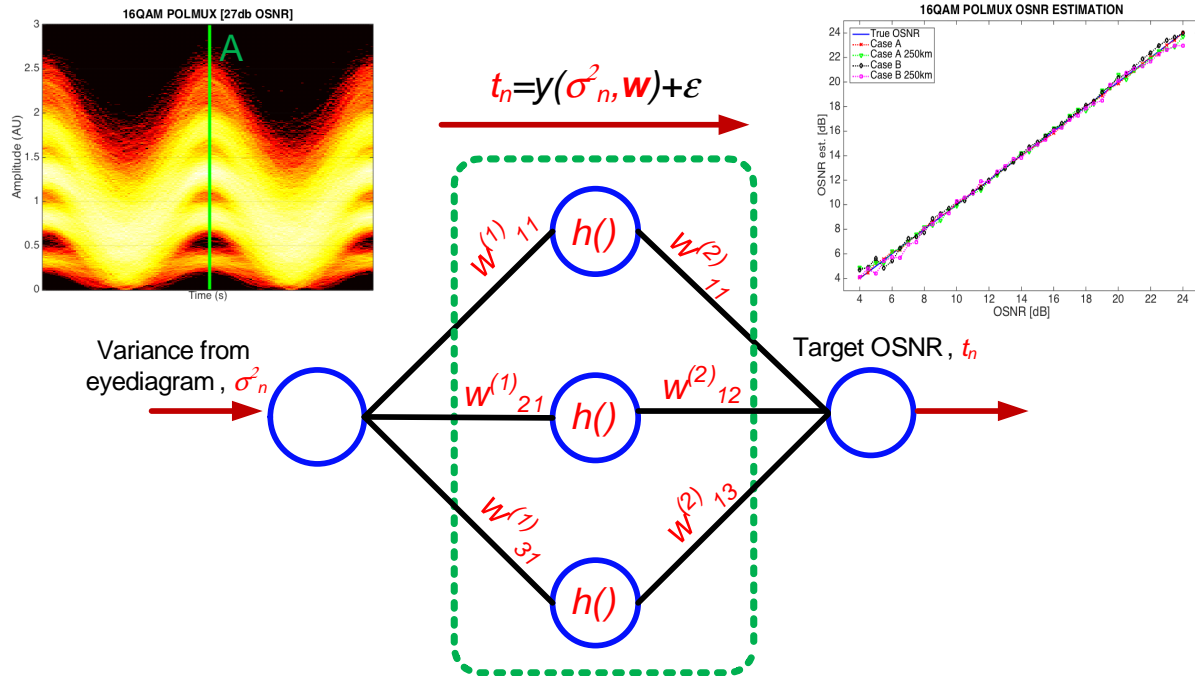 16QAM POLMUX [27db OSNR]
A
Amplitude (AU)
3
2.5
2
1.5
1
0.5
0
Time (s)
tₙ=y(σ²ₙ,w)+ε
16QAM POLMUX OSNR ESTIMATION
True OSNR
Case A
Case A 250km
Case B
Case B 250km
OSNR est. [dB]
24
22
20
18
16
14
12
10
8
6
4
4 6 8 10 12 14 16 18 20 22 24
OSNR [dB]
Variance from
eyediagram , σ²ₙ
W⁽¹⁾₁₁
W⁽¹⁾₂₁
W⁽¹⁾₃₁
h()
h()
h()
W⁽²⁾₁₁
W⁽²⁾₁₂
W⁽²⁾₁₃
Target OSNR , tₙ